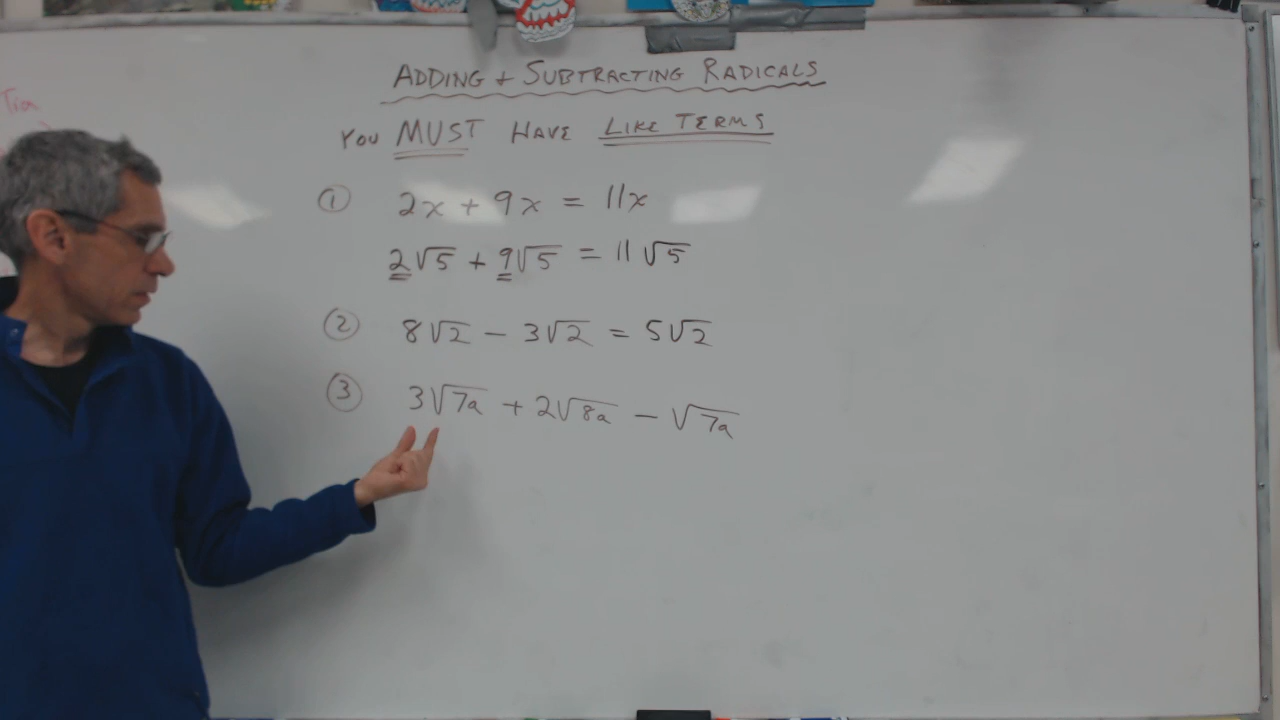 Tia
ADDING + SUBTRACTING RADICALS
YOU MUST HAVE LIKE TERMS
① 2x + 9x = 11x
2√5 + 9√5 = 11√5
② 8√2 − 3√2 = 5√2
③ 3√7a + 2√8a − √7a